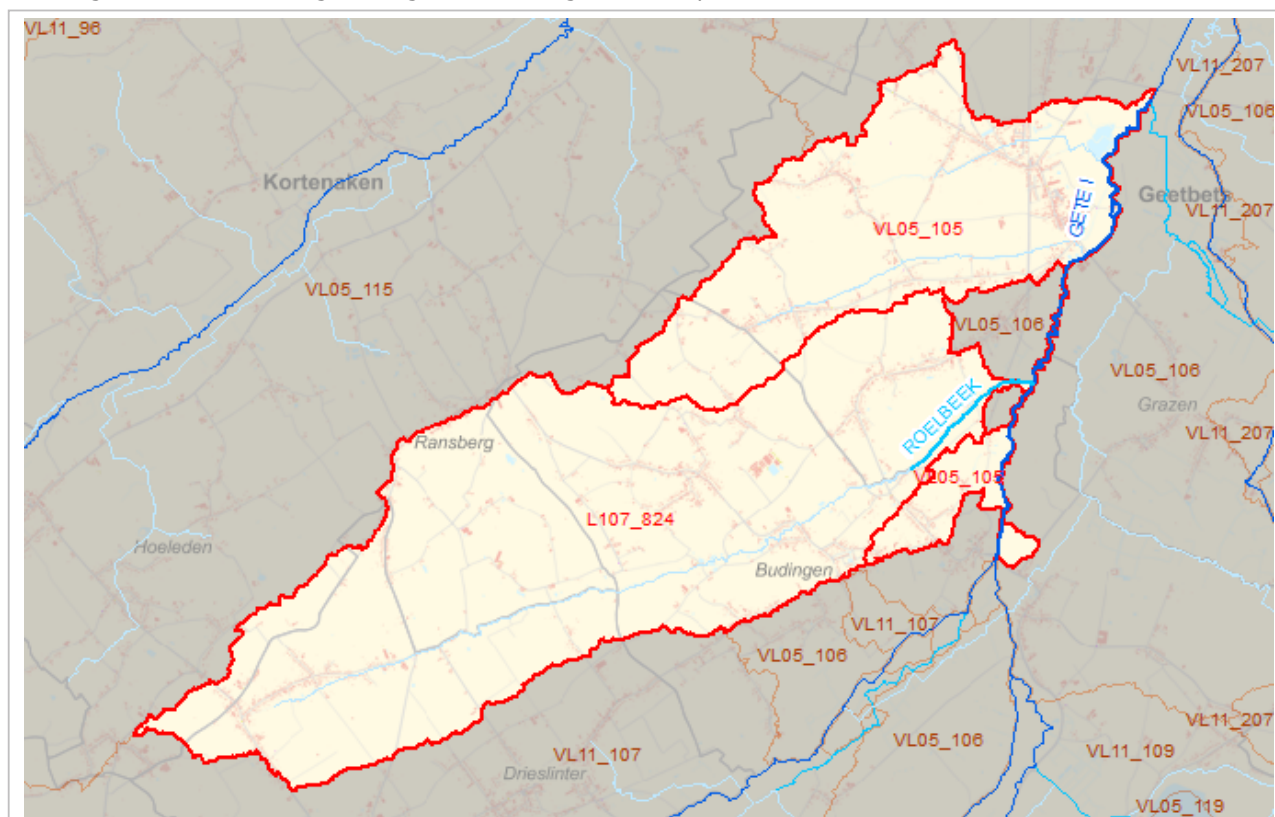 VL11_96
VL11_207
VL05_106
Kortenaken
Geetbets
GETE I
VL11_207
VL05_105
VL05_115
VL05_106
VL05_106
Grazen
ROELBEEK
VL11_207
Ransberg
VL05_105
L107_824
Hoeleden
Budingen
VL11_107
VL05_106
VL11_207
VL05_106
VL11_109
VL11_107
Drieslinter
VL05_119